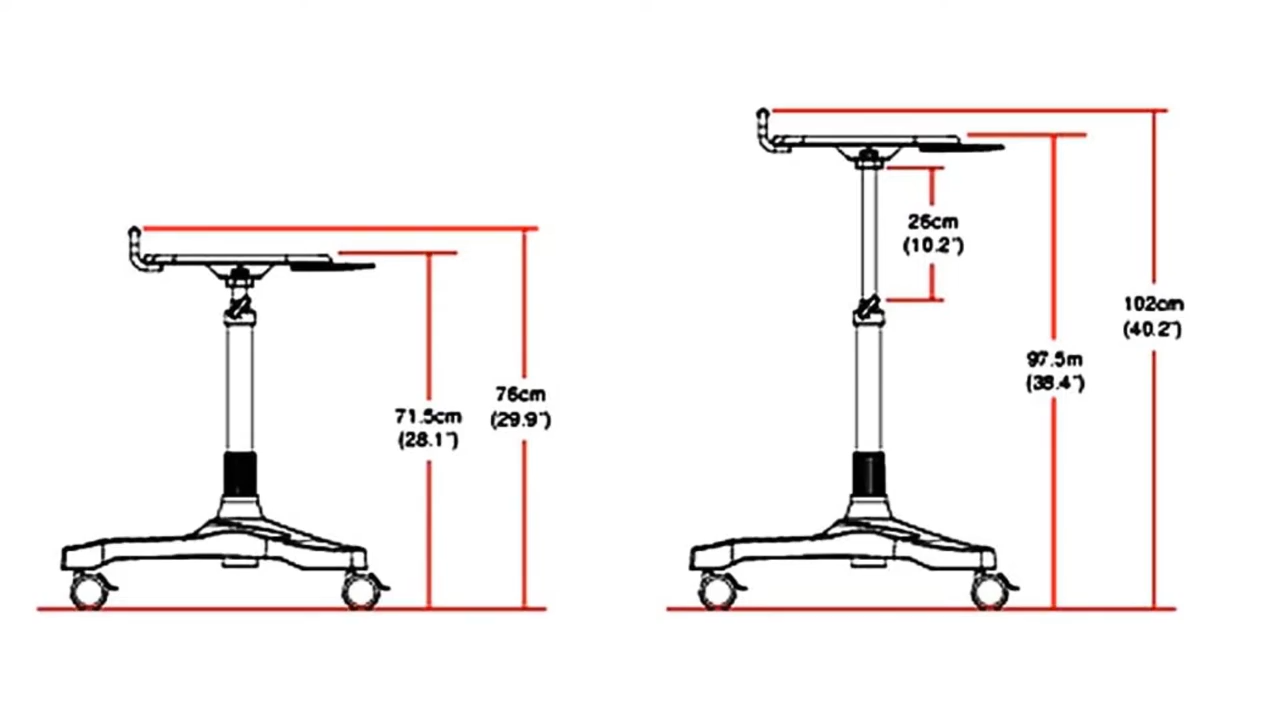 76cm
(29.9")
71.5cm
(28.1")
26cm
(10.2")
102cm
(40.2")
97.5m
(38.4")